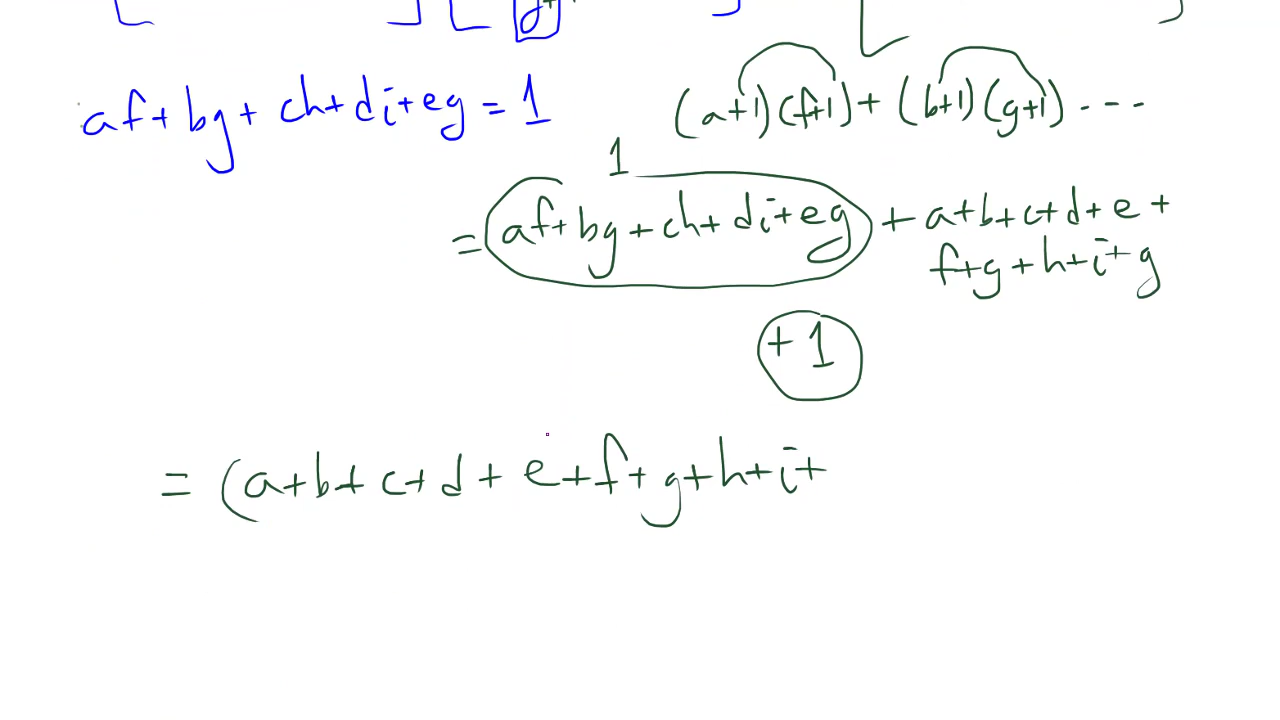 af+bg+ch+di+eg=1
(a+1)(f+1)+(b+1)(g+1)---
1
=af+bg+ch+di+eg+a+b+c+d+e+
f+g+h+i+g
+1
=(a+b+c+d+e+f+g+h+i+